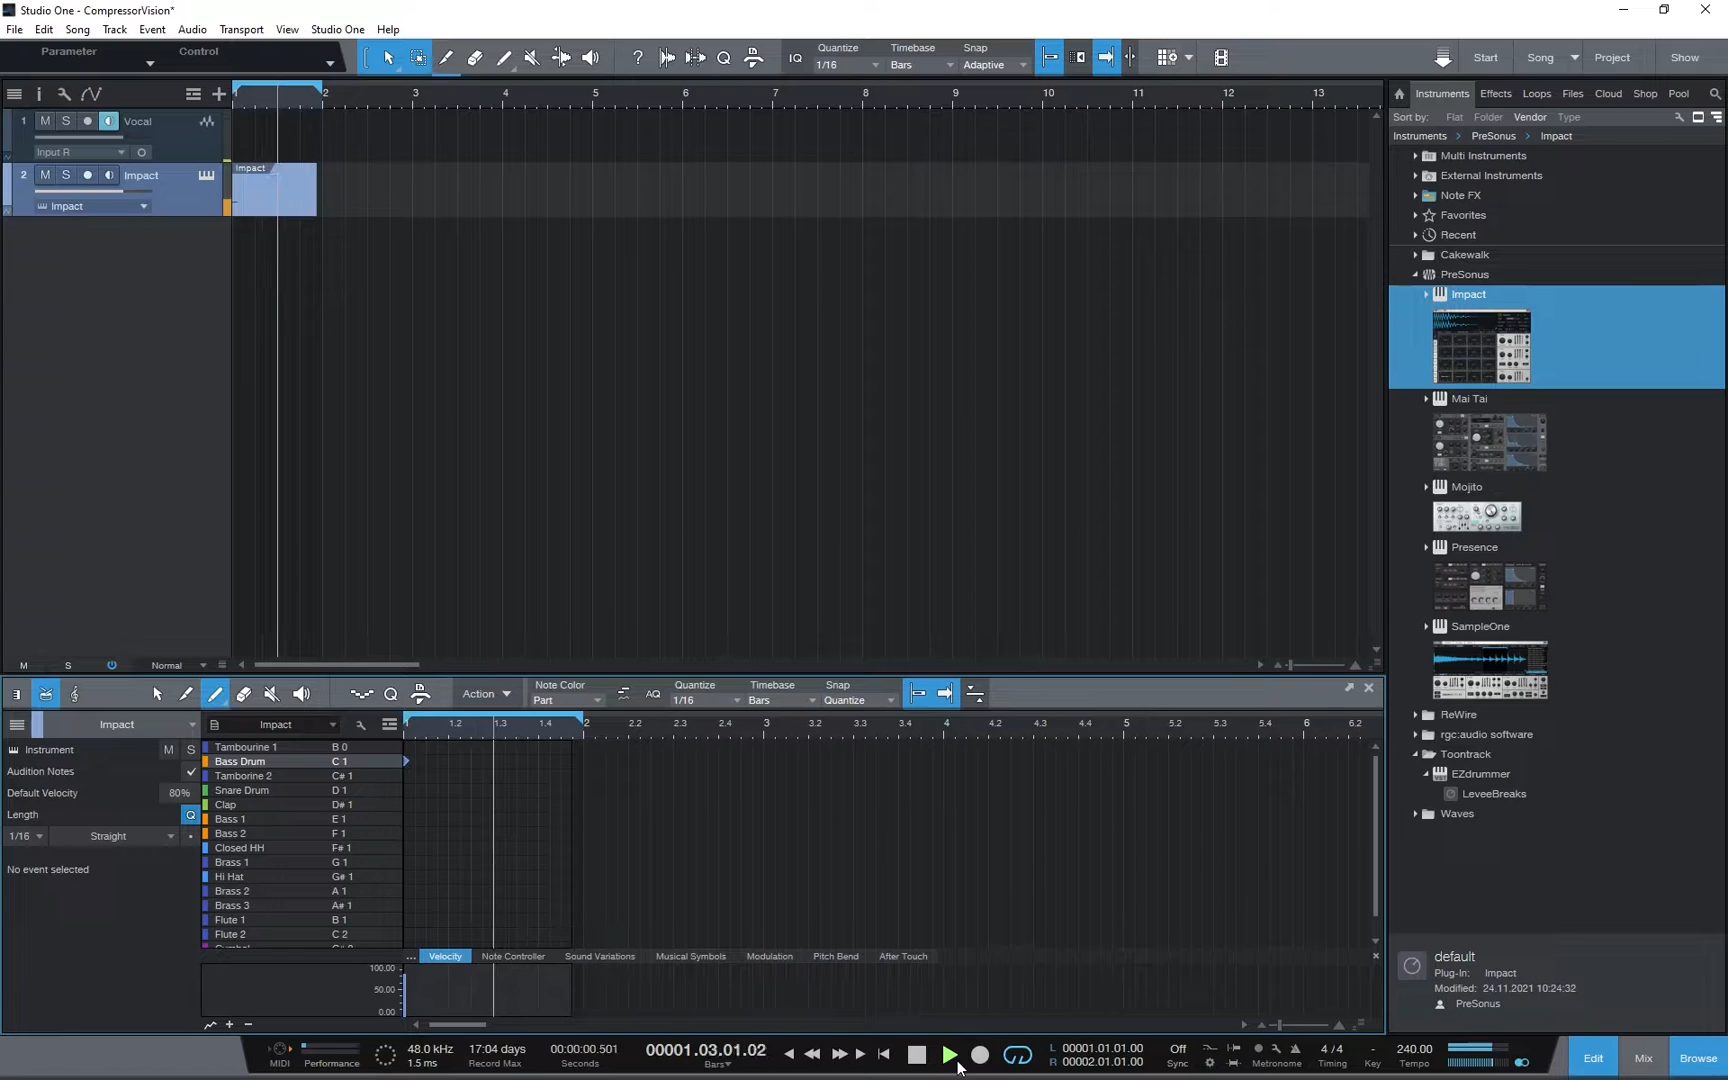 Studio One - CompressorVision*
File Edit Song Track Event Audio Transport View Studio One Help
Parameter Control
IQ Quantize 1/16 Timebase Bars Snap Adaptive
Start Song Project Show
2 3 4 5 6 7 8 9 10 11 12 13
1 M S Vocal
Input R
2 M S Impact
Impact
Impact
M S Normal
Instruments Effects Loops Files Cloud Shop Pool
Sort by: Flat Folder Vendor Type
Instruments > PreSonus > Impact
Multi Instruments
External Instruments
Note FX
Favorites
Recent
Cakewalk
PreSonus
Impact
Mai Tai
Mojito
Presence
SampleOne
ReWire
rgc:audio software
Toontrack
EZdrummer
LeveeBreaks
Waves
default
Plug-In: Impact
Modified: 24.11.2021 10:24:32
PreSonus
Action Note Color Part AQ Quantize 1/16 Timebase Bars Snap Quantize
Impact Impact
1.2 1.3 1.4 2 2.2 2.3 2.4 3 3.2 3.3 3.4 4 4.2 4.3 4.4 5 5.2 5.3 5.4 6 6.2
Instrument M S
Audition Notes
Default Velocity 80%
Length Q
1/16 Straight
No event selected
Tambourine 1 B 0
Bass Drum C 1
Tamborine 2 C# 1
Snare Drum D 1
Clap D# 1
Bass 1 E 1
Bass 2 F 1
Closed HH F# 1
Brass 1 G 1
Hi Hat G# 1
Brass 2 A 1
Brass 3 A# 1
Flute 1 B 1
Flute 2 C 2
... Velocity Note Controller Sound Variations Musical Symbols Modulation Pitch Bend After Touch
100.00
50.00
0.00
MIDI Performance
48.0 kHz
1.5 ms
17:04 days
Record Max
00:00:00.501
Seconds
00001.03.01.02
Bars
L 00001.01.01.00
R 00002.01.01.00
Off
Sync
Metronome
4 / 4
Timing
-
Key
240.00
Tempo
Edit Mix Browse